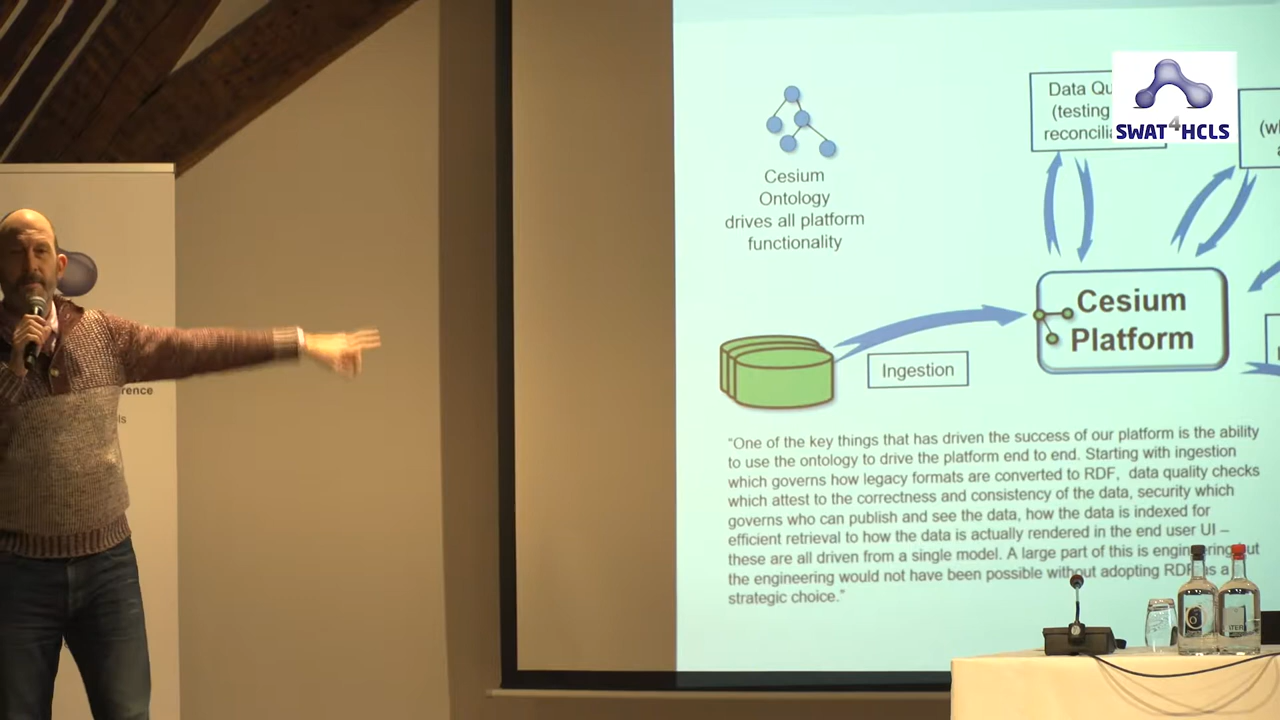 Data Qu
(testing
reconcili
SWAT4HCLS
Cesium
Ontology
drives all platform
functionality
Cesium
Platform
Ingestion
rence
ls
"One of the key things that has driven the success of our platform is the ability
to use the ontology to drive the platform end to end. Starting with ingestion
which governs how legacy formats are converted to RDF, data quality checks
which attest to the correctness and consistency of the data, security which
governs who can publish and see the data, how the data is indexed for
efficient retrieval to how the data is actually rendered in the end user UI –
these are all driven from a single model. A large part of this is engineering but
the engineering would not have been possible without adopting RDF as a
strategic choice."